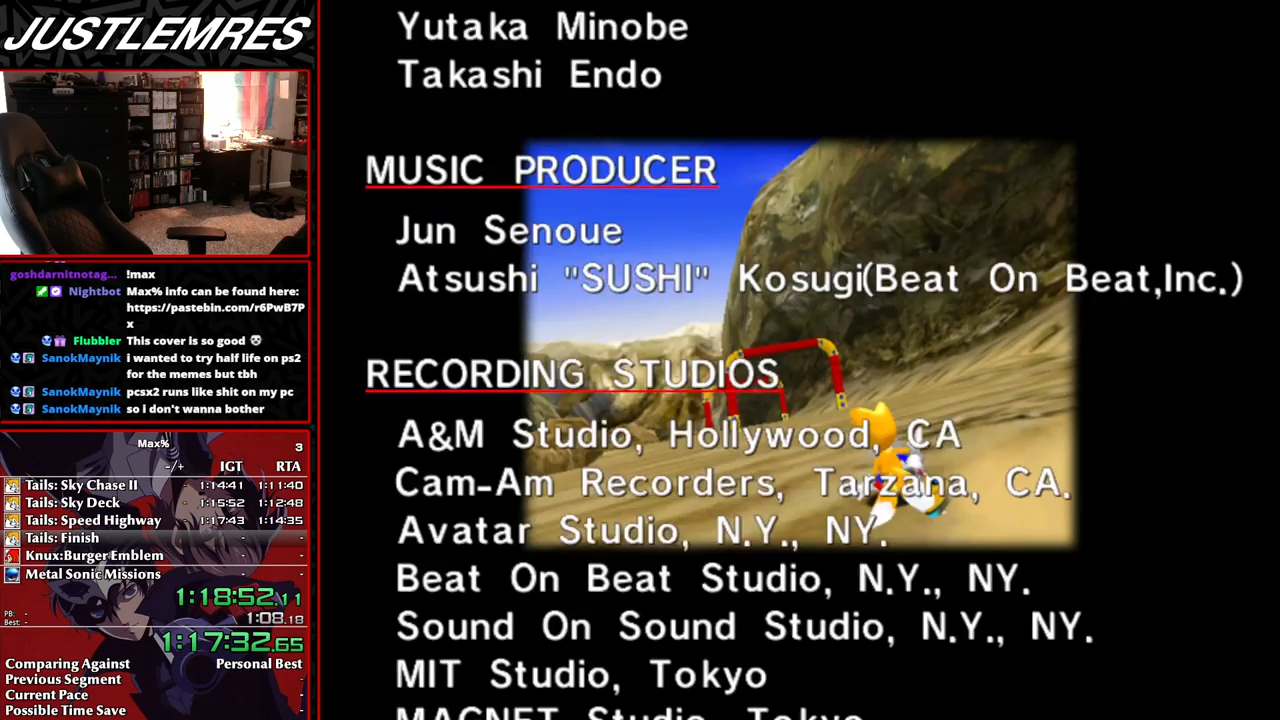 JUSTLEMRES
goshdarnitnotag... !max
Nightbot Max% info can be found here:
https://pastebin.com/r6PwB7P
x
Flubbler This cover is so good
SanokMaynik i wanted to try half life on ps2
for the memes but tbh
SanokMaynik pcsx2 runs like shit on my pc
SanokMaynik so i don't wanna bother
Max% 3
-/+ IGT RTA
Tails: Sky Chase II - 1:14:41 1:11:40
Tails: Sky Deck - 1:15:52 1:12:48
Tails: Speed Highway - 1:17:43 1:14:35
Tails: Finish - -
Knux:Burger Emblem - -
Metal Sonic Missions - -
1:18:52.11
PB: -
Best: -
1:08.18
1:17:32.65
Comparing Against Personal Best
Previous Segment -
Current Pace -
Possible Time Save -
Yutaka Minobe
Takashi Endo
MUSIC PRODUCER
Jun Senoue
Atsushi "SUSHI" Kosugi(Beat On Beat,Inc.)
RECORDING STUDIOS
A&M Studio, Hollywood, CA
Cam-Am Recorders, Tarzana, CA.
Avatar Studio, N.Y., NY.
Beat On Beat Studio, N.Y., NY.
Sound On Sound Studio, N.Y., NY.
MIT Studio, Tokyo
MAGNET Studio, Tokyo